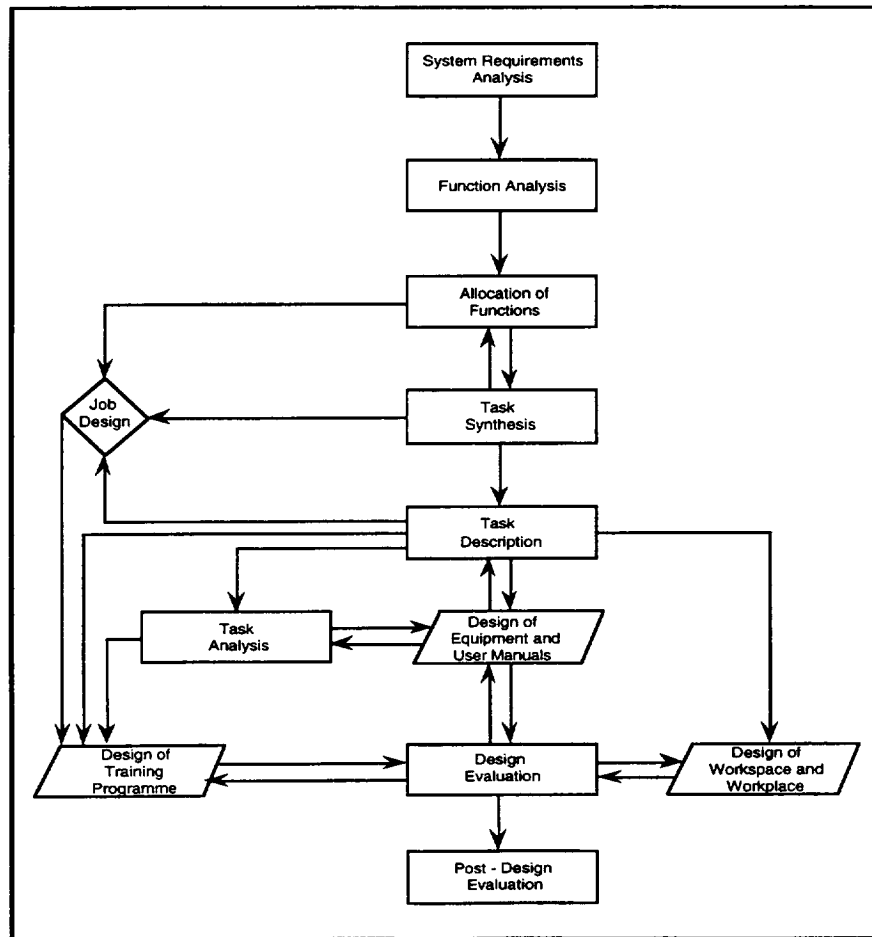 System Requirements
Analysis
Function Analysis
Allocation of
Functions
Job
Design
Task
Synthesis
Task
Description
Task
Analysis
Design of
Equipment and
User Manuals
Design of
Training
Programme
Design
Evaluation
Design of
Workspace and
Workplace
Post - Design
Evaluation